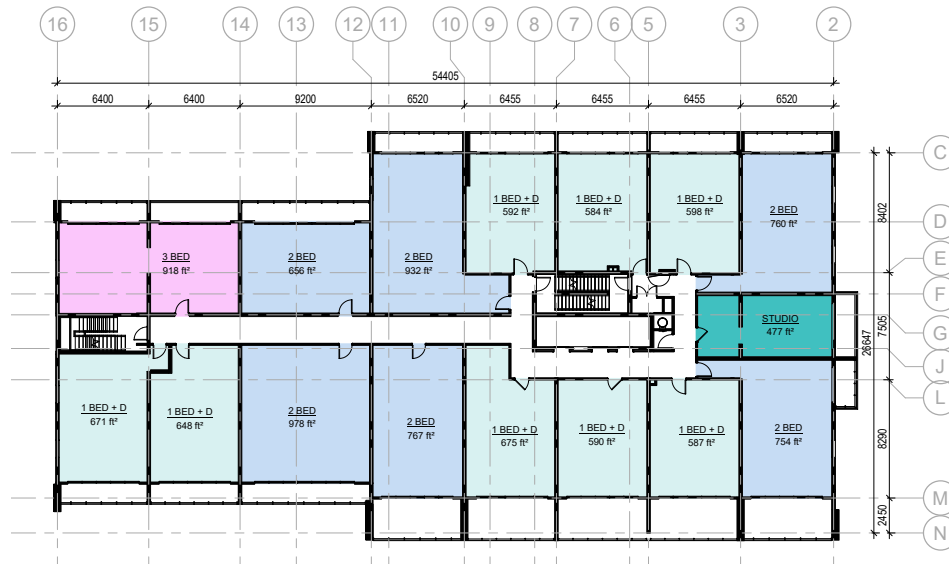 16 15 14 13 12 11 10 9 8 7 6 5 3 2
54405
6400 6400 9200 6520 6455 6455 6455 6520
C
D
E
F
G
J
L
M
N
8402
7505
26647
8290
2450
1 BED + D
592 ft²
1 BED + D
584 ft²
1 BED + D
598 ft²
2 BED
760 ft²
3 BED
918 ft²
2 BED
656 ft²
2 BED
932 ft²
STUDIO
477 ft²
1 BED + D
671 ft²
1 BED + D
648 ft²
2 BED
978 ft²
2 BED
767 ft²
1 BED + D
675 ft²
1 BED + D
590 ft²
1 BED + D
587 ft²
2 BED
754 ft²